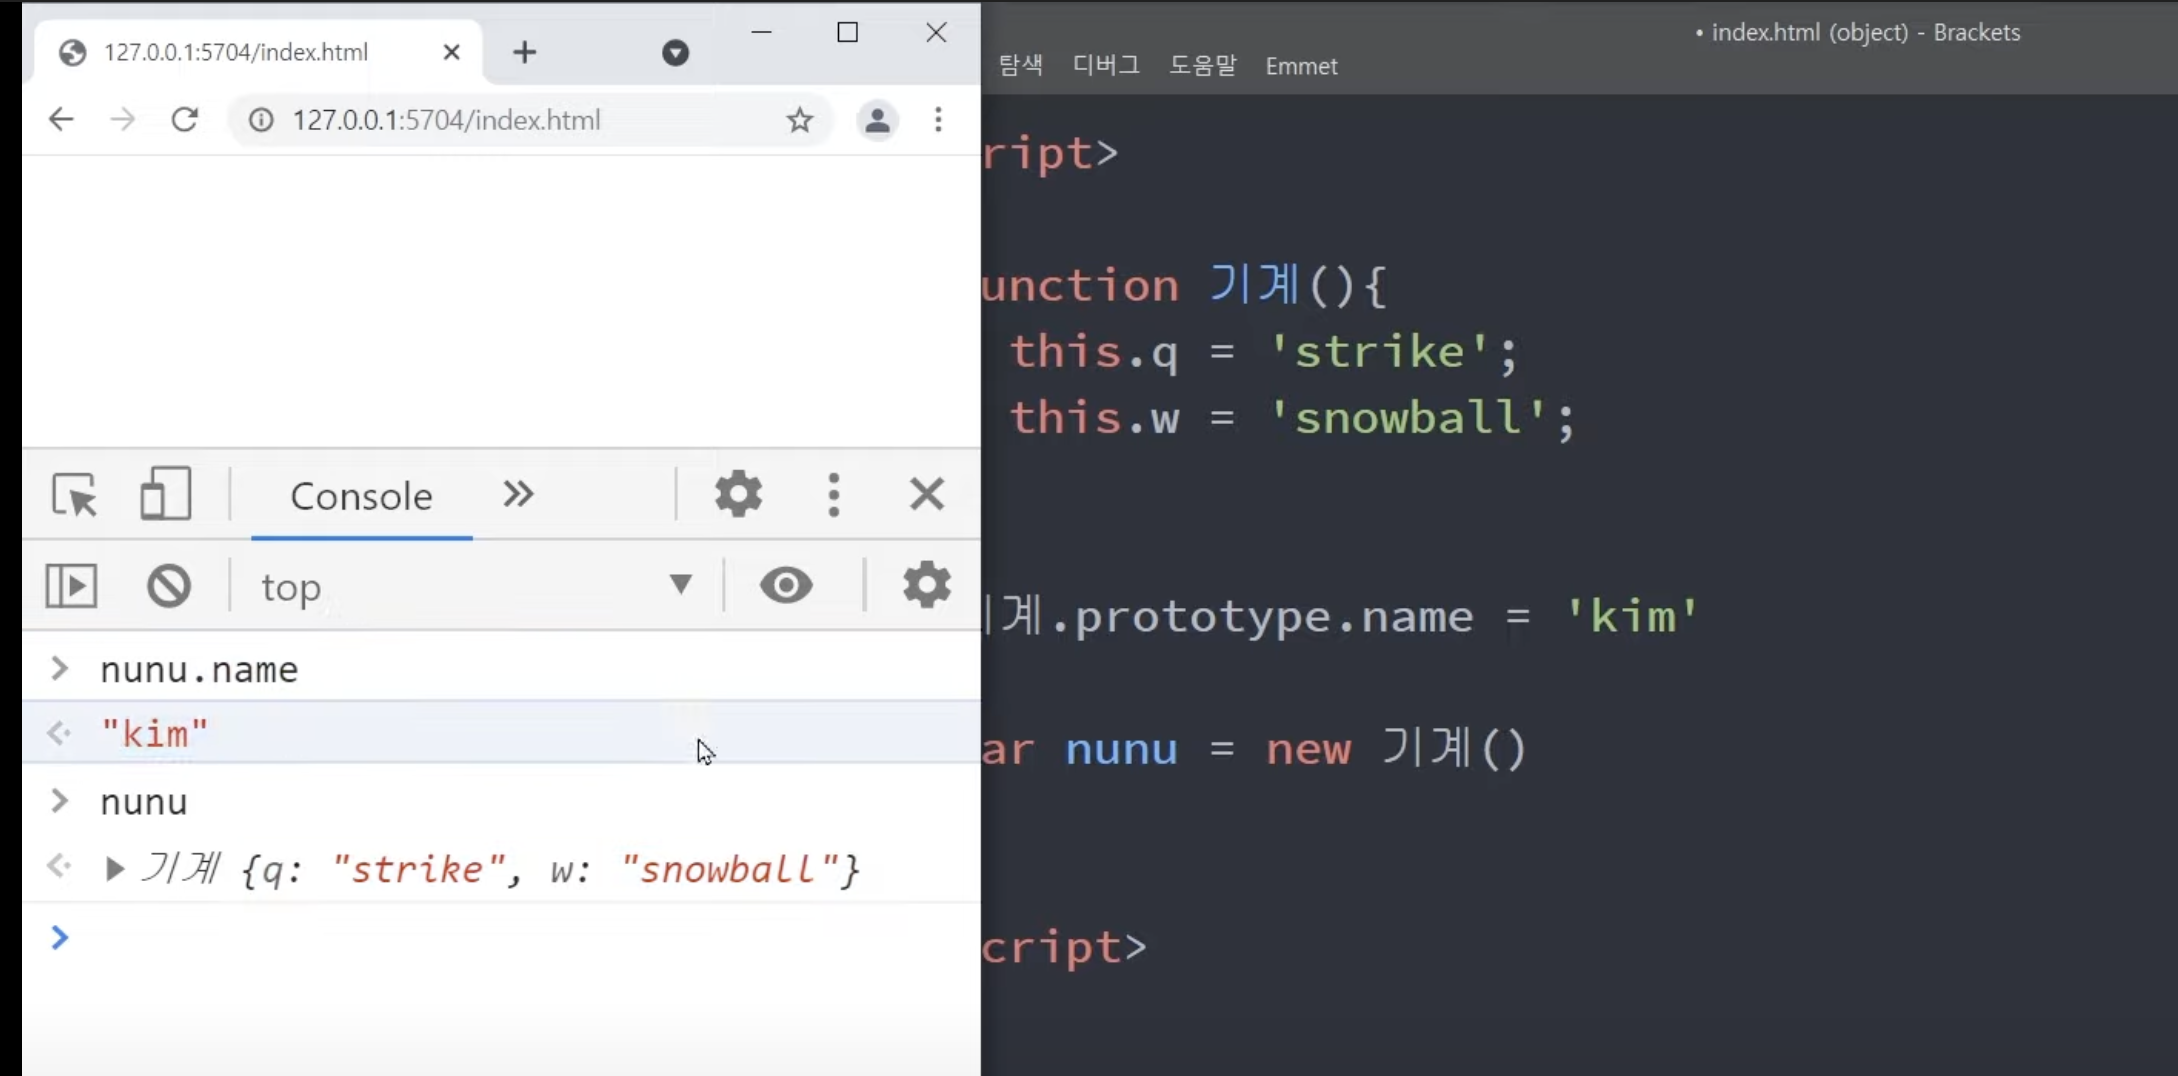 127.0.0.1:5704/index.html
127.0.0.1:5704/index.html
Console
top
nunu.name
"kim"
nunu
기계 {q: "strike", w: "snowball"}
• index.html (object) - Brackets
탐색 디버그 도움말 Emmet
ript>
unction 기계(){
this.q = 'strike';
this.w = 'snowball';
계.prototype.name = 'kim'
ar nunu = new 기계()
cript>